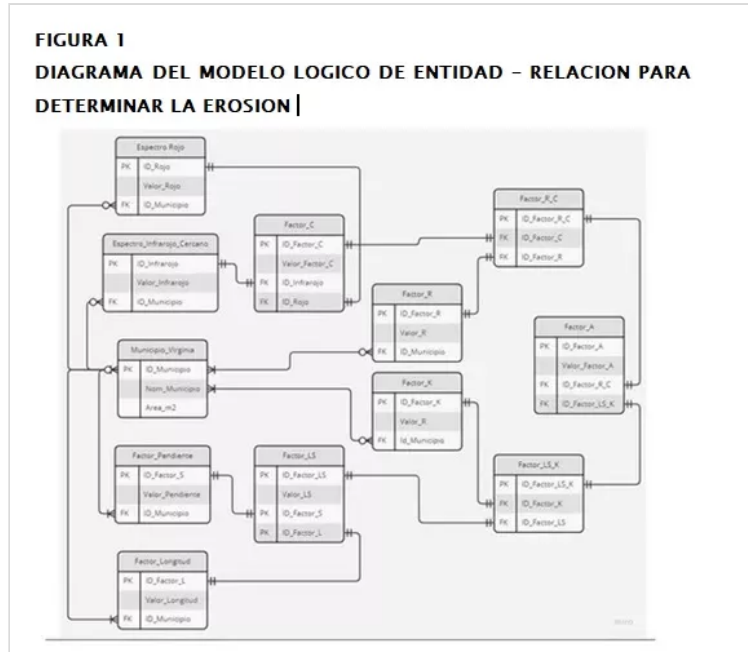 FIGURA 1
DIAGRAMA DEL MODELO LOGICO DE ENTIDAD – RELACION PARA
DETERMINAR LA EROSION
Espectro Rojo
PK ID_Rojo
Valor_Rojo
FK ID_Municipio
Espectro_Infrarojo_Cercano
PK ID_Infrarojo
Valor_Infrarojo
FK ID_Municipio
Municipio_Virginia
PK ID_Municipio
Nom_Municipio
Area_m2
Factor_Pendiente
PK ID_Factor_S
Valor_Pendiente
FK ID_Municipio
Factor_Longitud
PK ID_Factor_L
Valor_Longitud
FK ID_Municipio
Factor_C
PK ID_Factor_C
Valor_Factor_C
FK ID_Infrarojo
FK ID_Rojo
Factor_LS
PK ID_Factor_LS
Valor_LS
PK ID_Factor_S
PK ID_Factor_L
Factor_R
PK ID_Factor_R
Valor_R
FK ID_Municipio
Factor_K
PK ID_Factor_K
Valor_R
FK Id_Municipio
Factor_R_C
PK ID_Factor_R_C
FK ID_Factor_C
FK ID_Factor_R
Factor_LS_K
PK ID_Factor_LS_K
FK ID_Factor_K
FK ID_Factor_LS
Factor_A
PK ID_Factor_A
Valor_Factor_A
FK ID_Factor_R_C
FK ID_Factor_LS_K